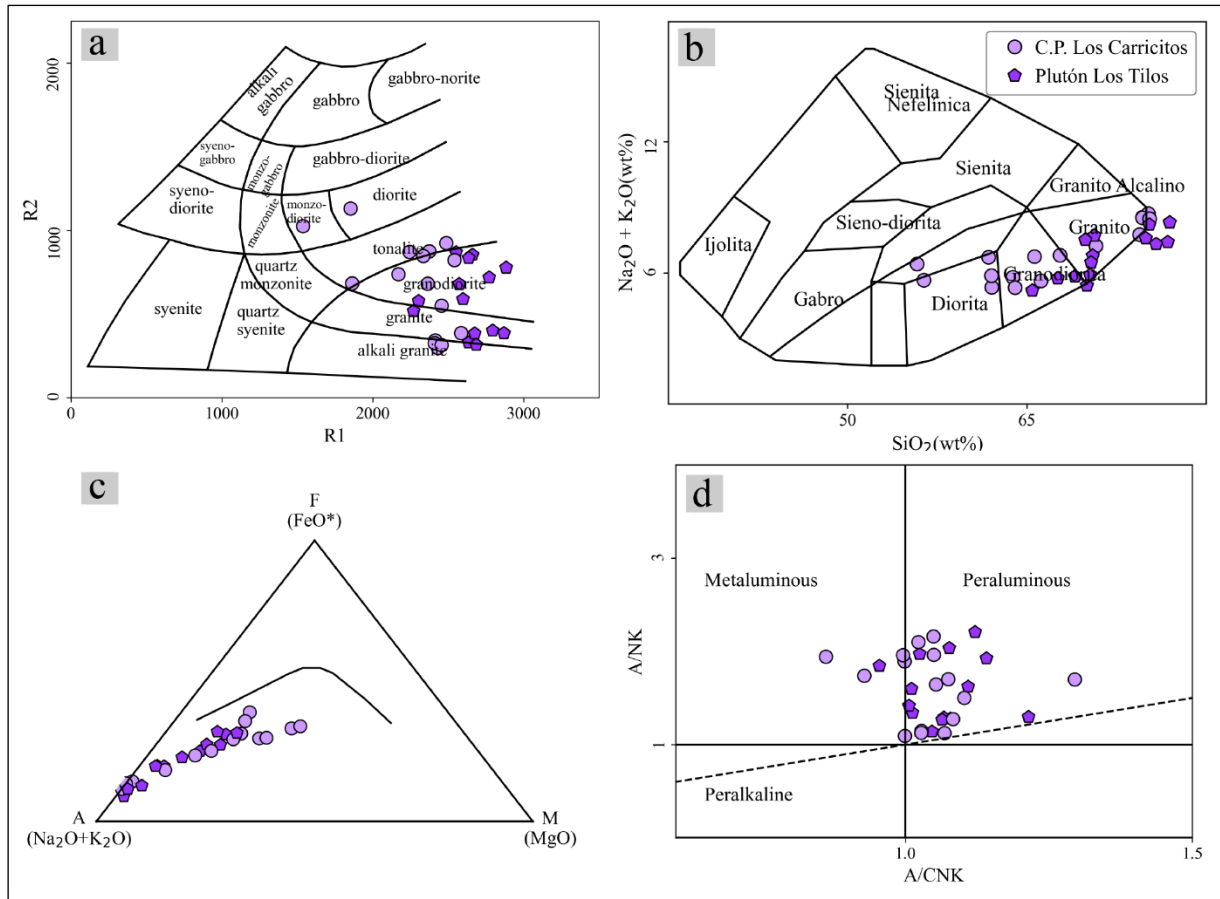 a
2000
1000
0
R2
0
1000
2000
3000
R1
alkali
gabbro
gabbro
gabbro-norite
syeno-
gabbro
monzo-
gabbro
gabbro-diorite
syeno-
diorite
monzonite
monzo-
diorite
diorite
tonalite
quartz
monzonite
granodiorite
syenite
quartz
syenite
granite
alkali granite
b
C.P. Los Carricitos
Plutón Los Tilos
12
6
Na₂O + K₂O(wt%)
50
65
SiO₂(wt%)
Sienita
Nefelínica
Sienita
Granito Alcalino
Sieno-diorita
Granito
Ijolita
Granodiorita
Gabro
Diorita
c
F
(FeO*)
A
(Na₂O+K₂O)
M
(MgO)
d
3
1
A/NK
Metaluminous
Peraluminous
Peralkaline
1.0
1.5
A/CNK